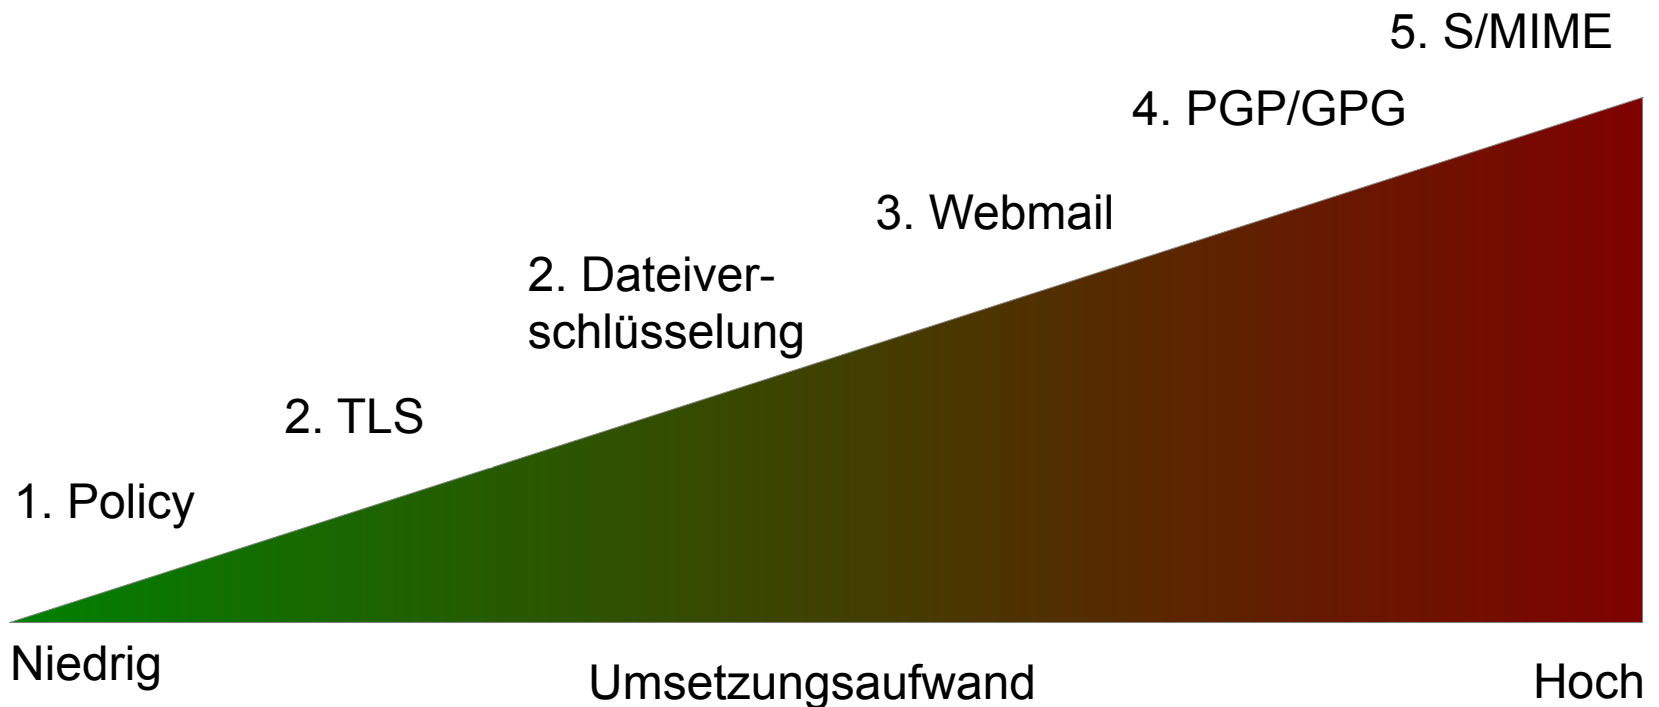 5. S/MIME
4. PGP/GPG
3. Webmail
2. Dateiver-
schlüsselung
2. TLS
1. Policy
Niedrig
Umsetzungsaufwand
Hoch